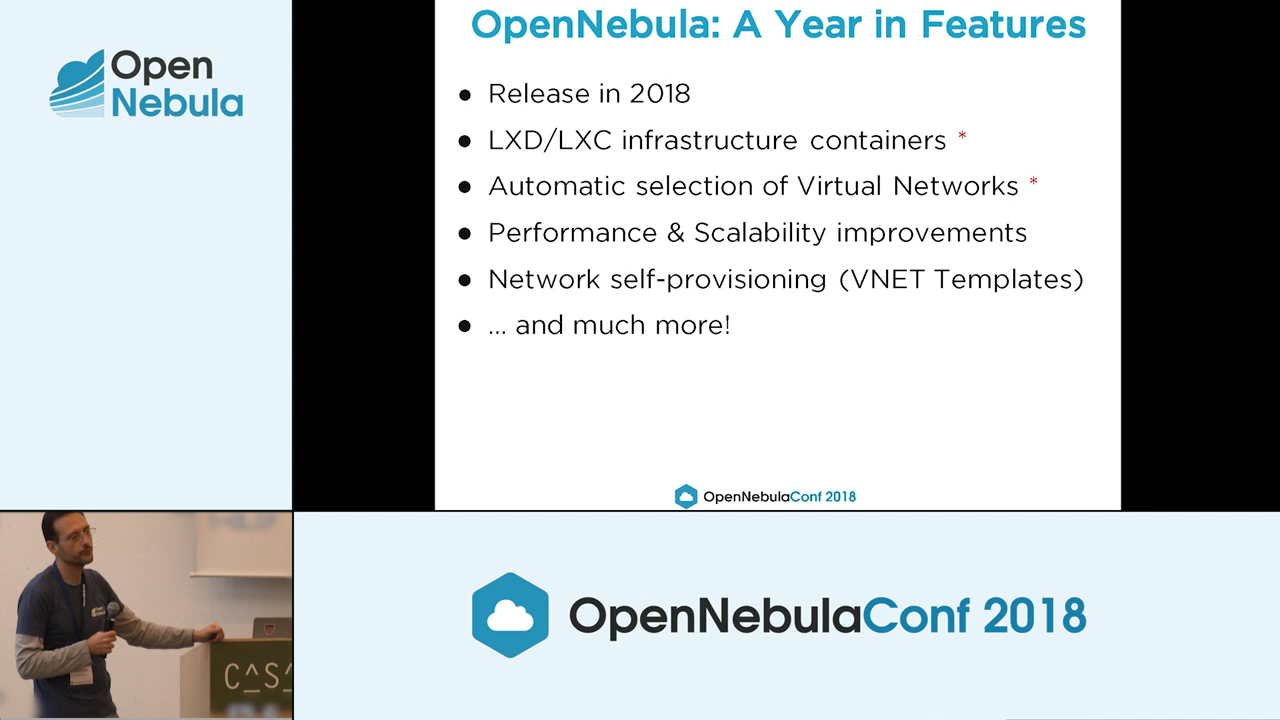 Open
Nebula
OpenNebula: A Year in Features
● Release in 2018
● LXD/LXC infrastructure containers *
● Automatic selection of Virtual Networks *
● Performance & Scalability improvements
● Network self-provisioning (VNET Templates)
● ... and much more!
OpenNebulaConf 2018
C^S^
OpenNebulaConf 2018